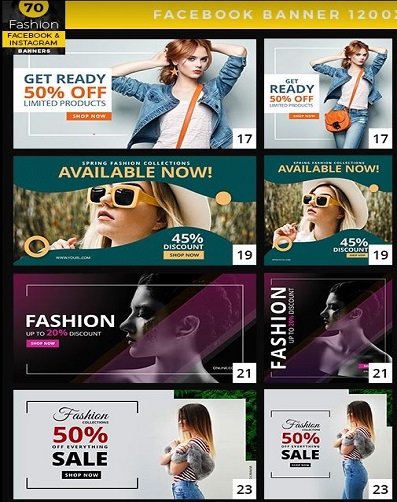 70
Fashion
FACEBOOK &
INSTAGRAM
BANNERS
FACEBOOK BANNER 1200
GET READY
50% OFF
LIMITED PRODUCTS
SHOP NOW
17
GET
READY
50% OFF
LIMITED PRODUCTS
SHOP NOW
17
SPRING FASHION COLLECTIONS
AVAILABLE NOW!
45%
DISCOUNT
SHOP NOW
WWW.YOURL.COM
19
SPRING FASHION COLLECTIONS
AVAILABLE NOW!
45%
DISCOUNT
SHOP NOW
19
FASHION
UP TO 20% DISCOUNT
SHOP NOW
21
FASHION
UP TO 20% DISCOUNT
21
Fashion
COLLECTIONS
50%
OFF EVERYTHING
SALE
SHOP NOW
23
Fashion
COLLECTIONS
50%
OFF EVERYTHING
SALE
SHOP NOW
23